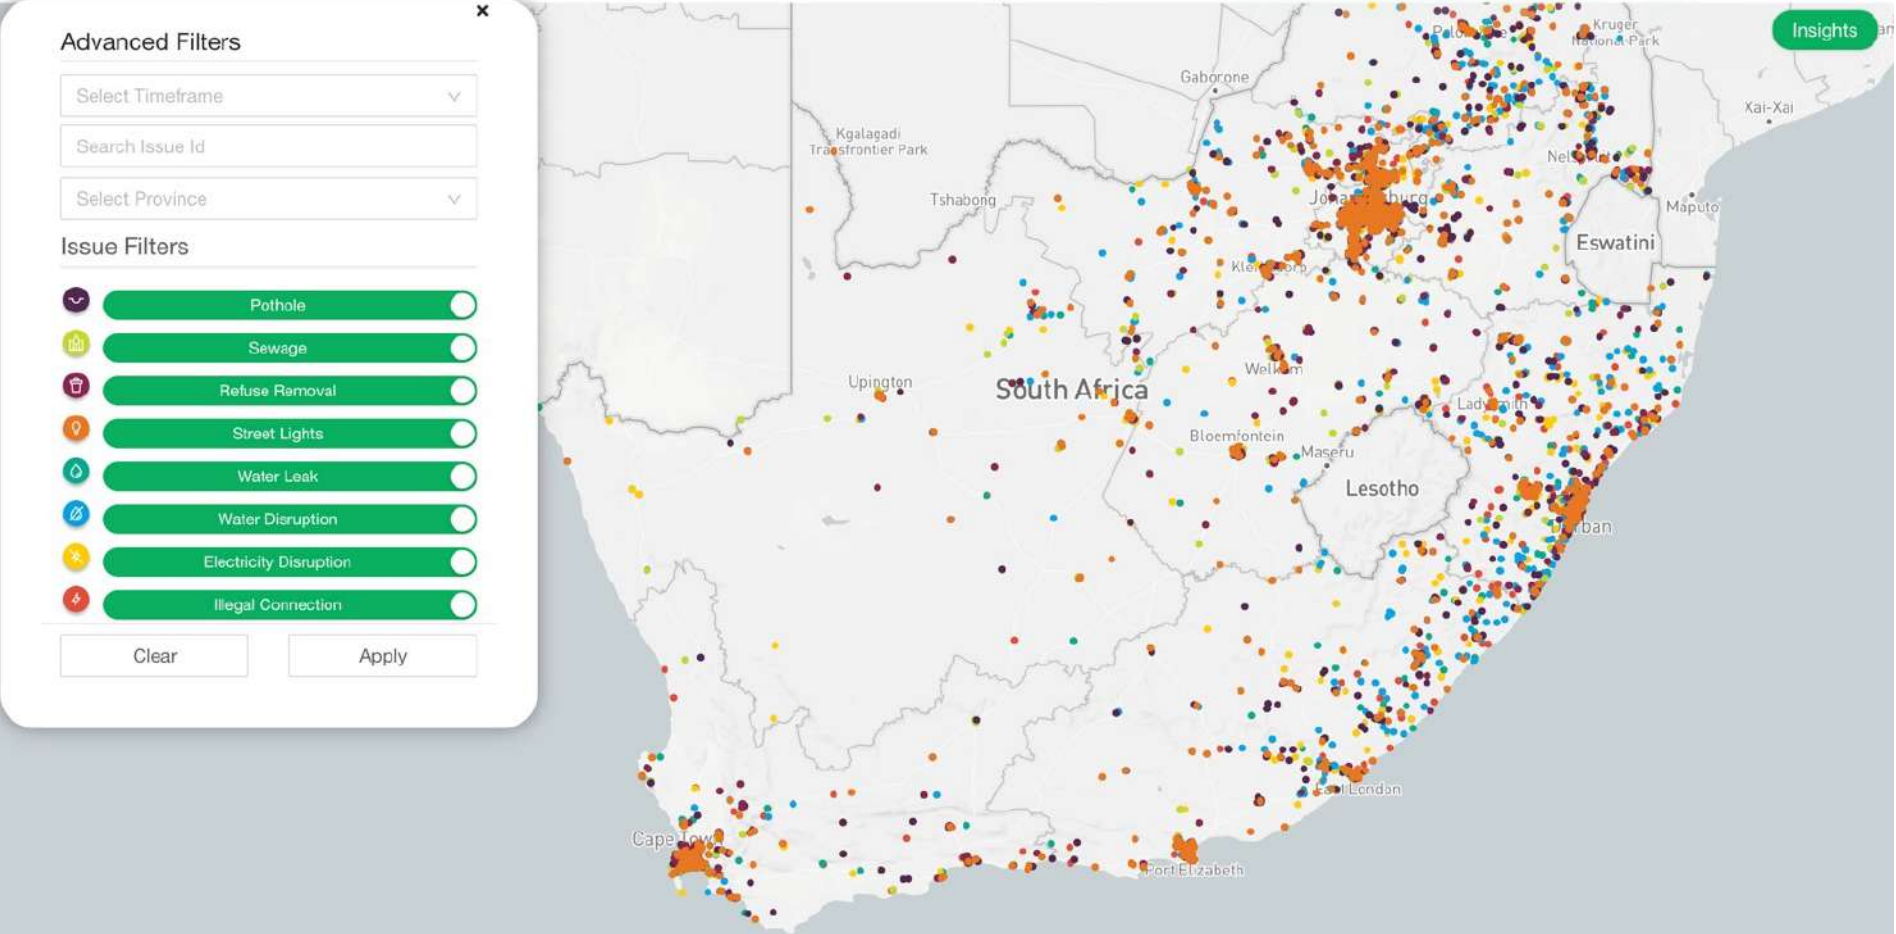 Advanced Filters
Select Timeframe
Search Issue Id
Select Province
Issue Filters
Pothole
Sewage
Refuse Removal
Street Lights
Water Leak
Water Disruption
Electricity Disruption
Illegal Connection
Clear
Apply
Insights
Kruger
National Park
Gaborone
Xai-Xai
Kgalagadi
Transfrontier Park
Tshabong
Maputo
Eswatini
Upington
South Africa
Welkom
Ladysmith
Bloemfontein
Maseru
Lesotho
Cape Town
East London
Port Elizabeth